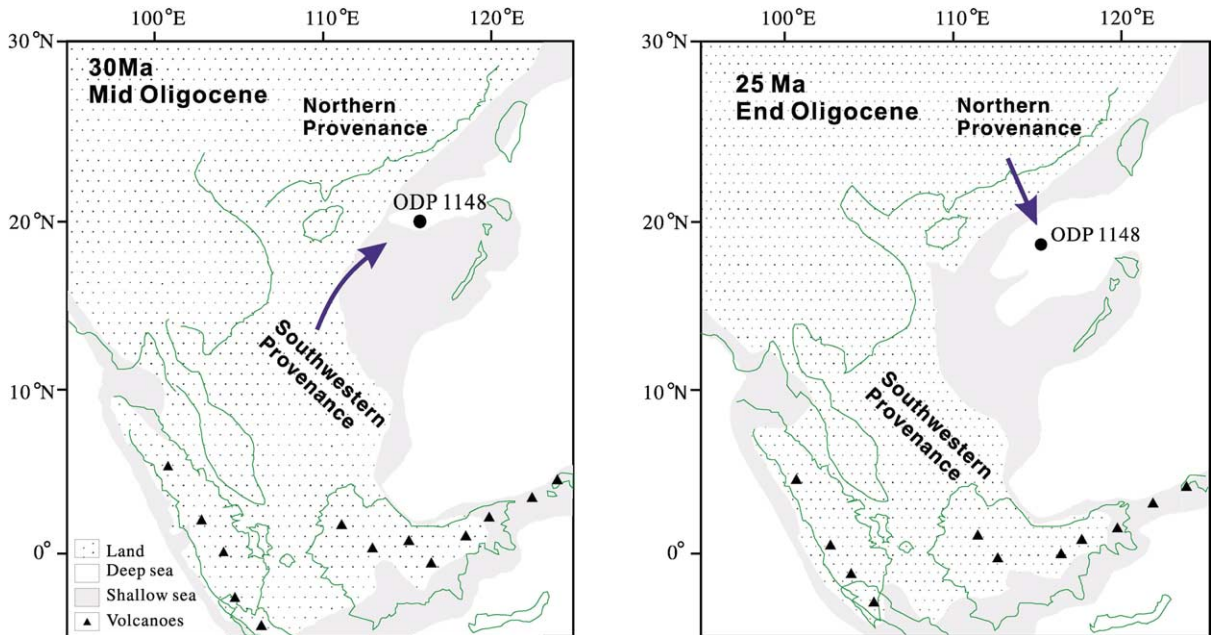 100°E 110°E 120°E
30°N
20°N
10°N
0°
30Ma
Mid Oligocene
Northern
Provenance
ODP 1148
Southwestern
Provenance
Land
Deep sea
Shallow sea
Volcanoes
100°E 110°E 120°E
30°N
20°N
10°N
0°
25 Ma
End Oligocene
Northern
Provenance
ODP 1148
Southwestern
Provenance